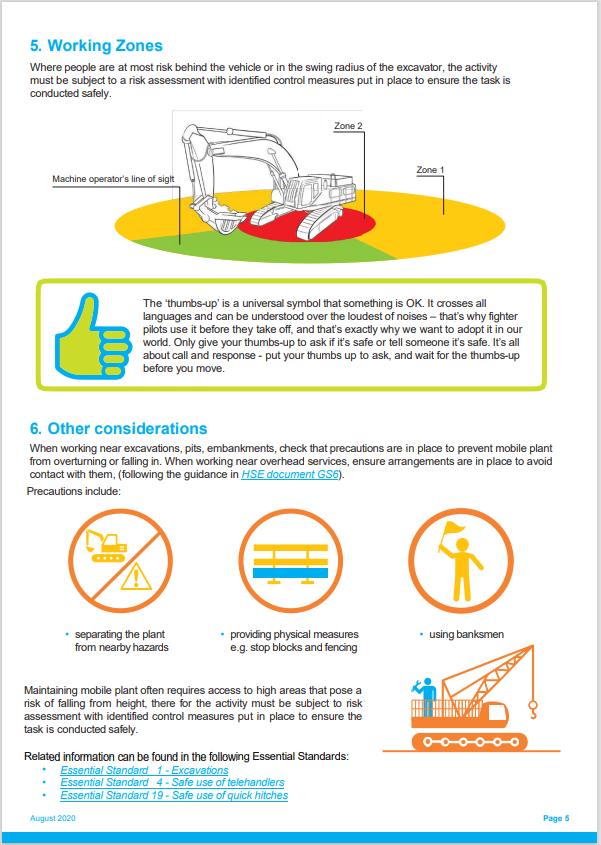 5. Working Zones
Where people are at most risk behind the vehicle or in the swing radius of the excavator, the activity
must be subject to a risk assessment with identified control measures put in place to ensure the task is
conducted safely.
Zone 2
Zone 1
Machine operator's line of sight
The ‘thumbs-up’ is a universal symbol that something is OK. It crosses all
languages and can be understood over the loudest of noises – that’s why fighter
pilots use it before they take off, and that’s exactly why we want to adopt it in our
world. Only give your thumbs-up to ask if it’s safe or tell someone it’s safe. It’s all
about call and response - put your thumbs up to ask, and wait for the thumbs-up
before you move.
6. Other considerations
When working near excavations, pits, embankments, check that precautions are in place to prevent mobile plant
from overturning or falling in. When working near overhead services, ensure arrangements are in place to avoid
contact with them, (following the guidance in HSE document GS6).
Precautions include:
• separating the plant
from nearby hazards
• providing physical measures
e.g. stop blocks and fencing
• using banksmen
Maintaining mobile plant often requires access to high areas that pose a
risk of falling from height, there for the activity must be subject to risk
assessment with identified control measures put in place to ensure the
task is conducted safely.
Related information can be found in the following Essential Standards:
• Essential Standard 1 - Excavations
• Essential Standard 4 - Safe use of telehandlers
• Essential Standard 19 - Safe use of quick hitches
August 2020
Page 5